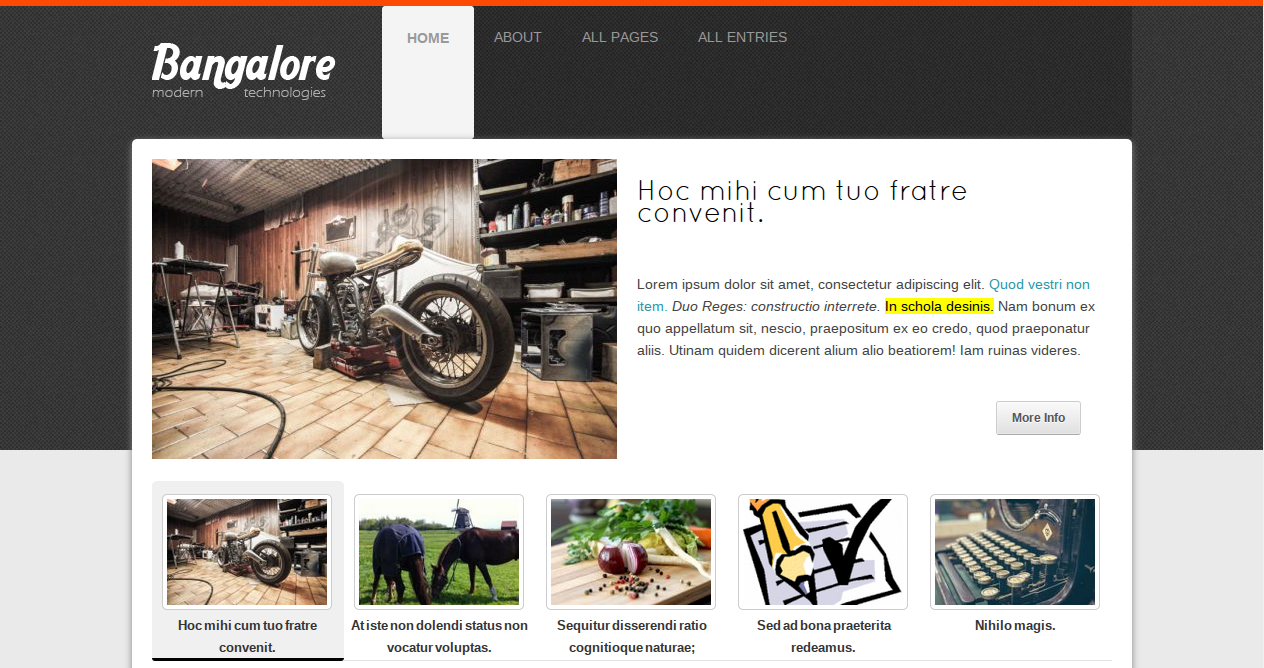 HOME
ABOUT
ALL PAGES
ALL ENTRIES
Bangalore
modern technologies
Hoc mihi cum tuo fratre
convenit.
Lorem ipsum dolor sit amet, consectetur adipiscing elit. Quod vestri non
item. Duo Reges: constructio interrete. In schola desinis. Nam bonum ex
quo appellatum sit, nescio, praepositum ex eo credo, quod praeponatur
aliis. Utinam quidem dicerent alium alio beatiorem! Iam ruinas videres.
More Info
Hoc mihi cum tuo fratre
convenit.
At iste non dolendi status non
vocatur voluptas.
Sequitur disserendi ratio
cognitioque naturae;
Sed ad bona praeterita
redeamus.
Nihilo magis.